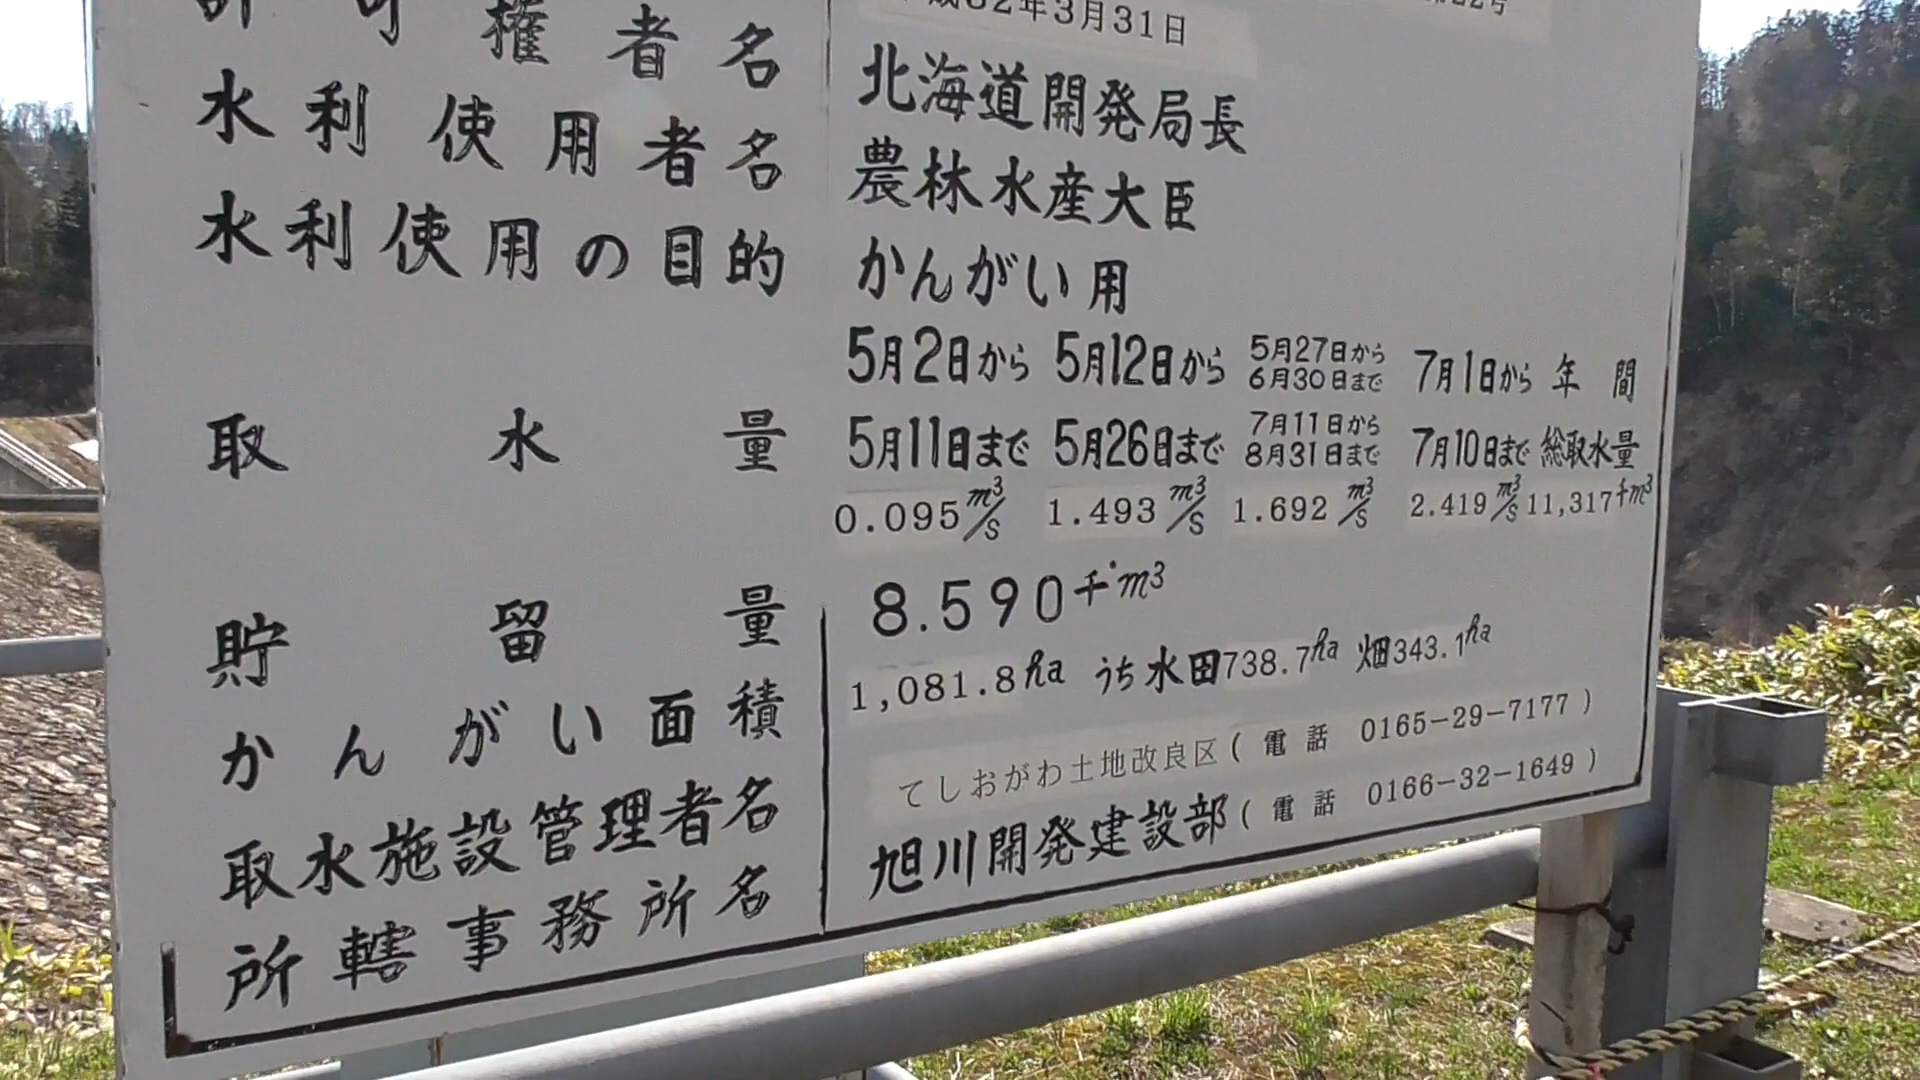 32年3月31日
許可権者名 北海道開発局長
水利使用者名 農林水産大臣
水利使用の目的 かんがい用
取水量
5月2日から 5月12日から 5月27日から 6月30日まで 7月1日から 年間
5月11日まで 5月26日まで 7月11日から 8月31日まで 7月10日まで 総取水量
0.095m³/s 1.493m³/s 1.692m³/s 2.419m³/s 11,317千m³
貯留量 8.590千m³
かんがい面積 1,081.8ha うち水田738.7ha 畑343.1ha
取水施設管理者名 てしおがわ土地改良区(電話 0165-29-7177)
所轄事務所名 旭川開発建設部(電話 0166-32-1649)